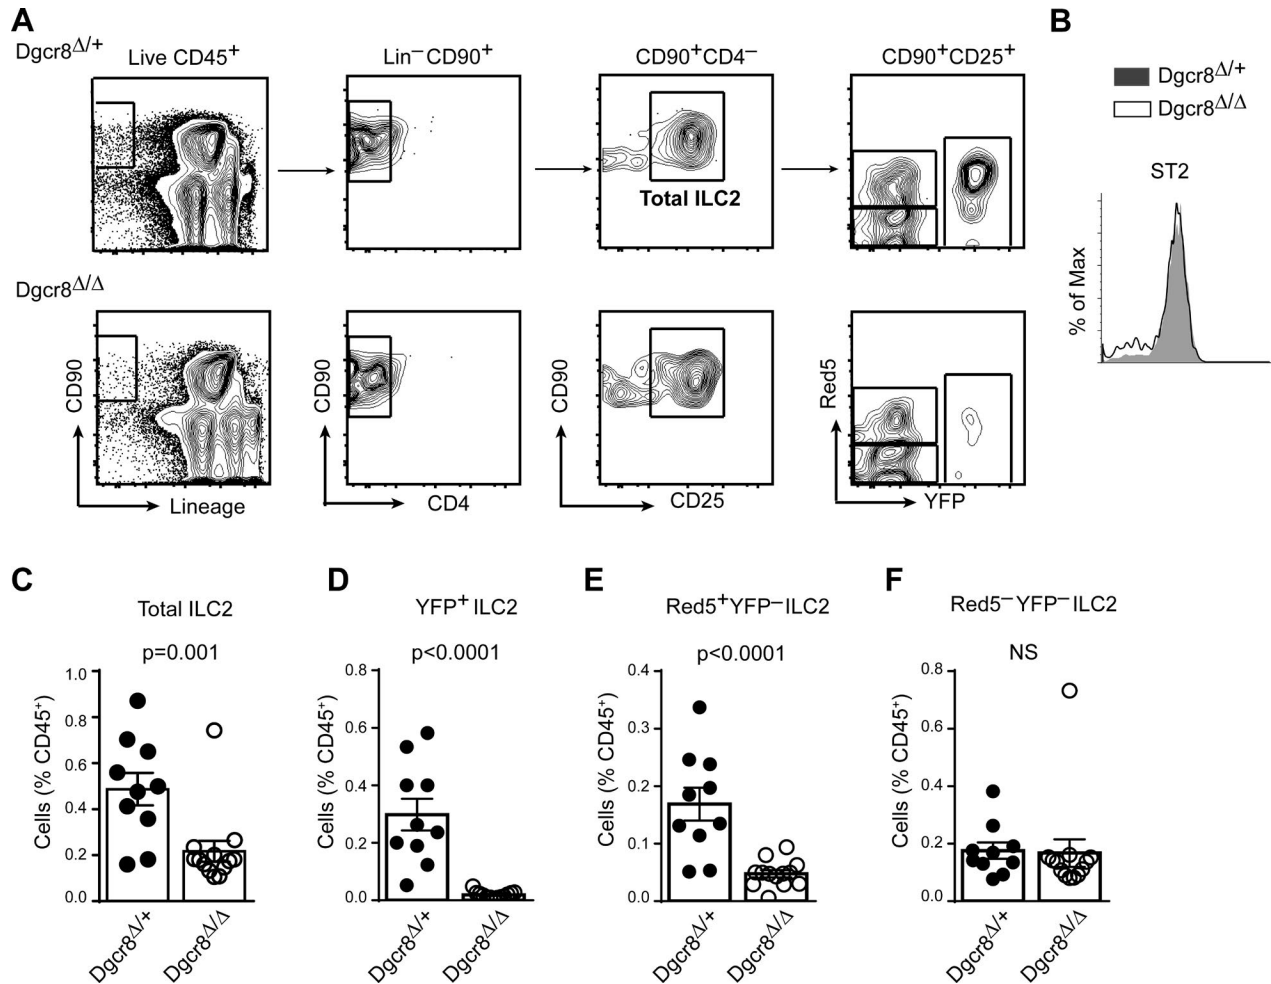 A
Dgcr8Δ/+
Live CD45+
Lin–CD90+
CD90+CD4–
CD90+CD25+
Total ILC2
Dgcr8Δ/Δ
CD90
Lineage
CD90
CD4
CD90
CD25
Red5
YFP
B
Dgcr8Δ/+
Dgcr8Δ/Δ
ST2
% of Max
C
Total ILC2
p=0.001
Cells (% CD45+)
1.0
0.8
0.6
0.4
0.2
0.0
Dgcr8Δ/+
Dgcr8Δ/Δ
D
YFP+ ILC2
p<0.0001
Cells (% CD45+)
0.8
0.6
0.4
0.2
0.0
Dgcr8Δ/+
Dgcr8Δ/Δ
E
Red5+YFP–ILC2
p<0.0001
Cells (% CD45+)
0.4
0.3
0.2
0.1
0.0
Dgcr8Δ/+
Dgcr8Δ/Δ
F
Red5–YFP–ILC2
NS
Cells (% CD45+)
0.8
0.6
0.4
0.2
0.0
Dgcr8Δ/+
Dgcr8Δ/Δ